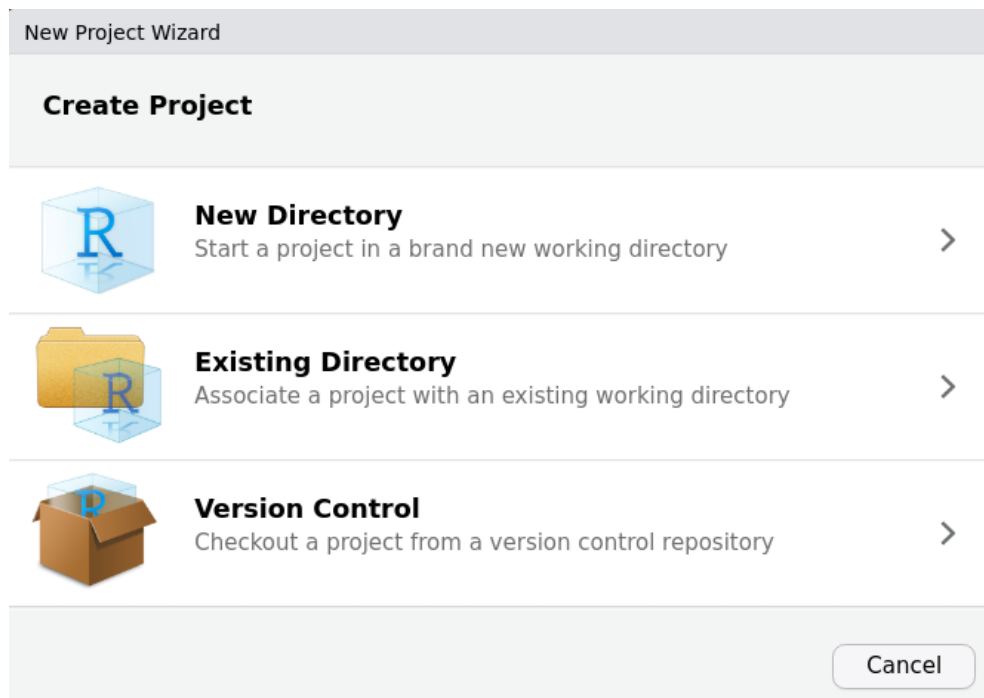 New Project Wizard
Create Project
New Directory
Start a project in a brand new working directory
Existing Directory
Associate a project with an existing working directory
Version Control
Checkout a project from a version control repository
Cancel